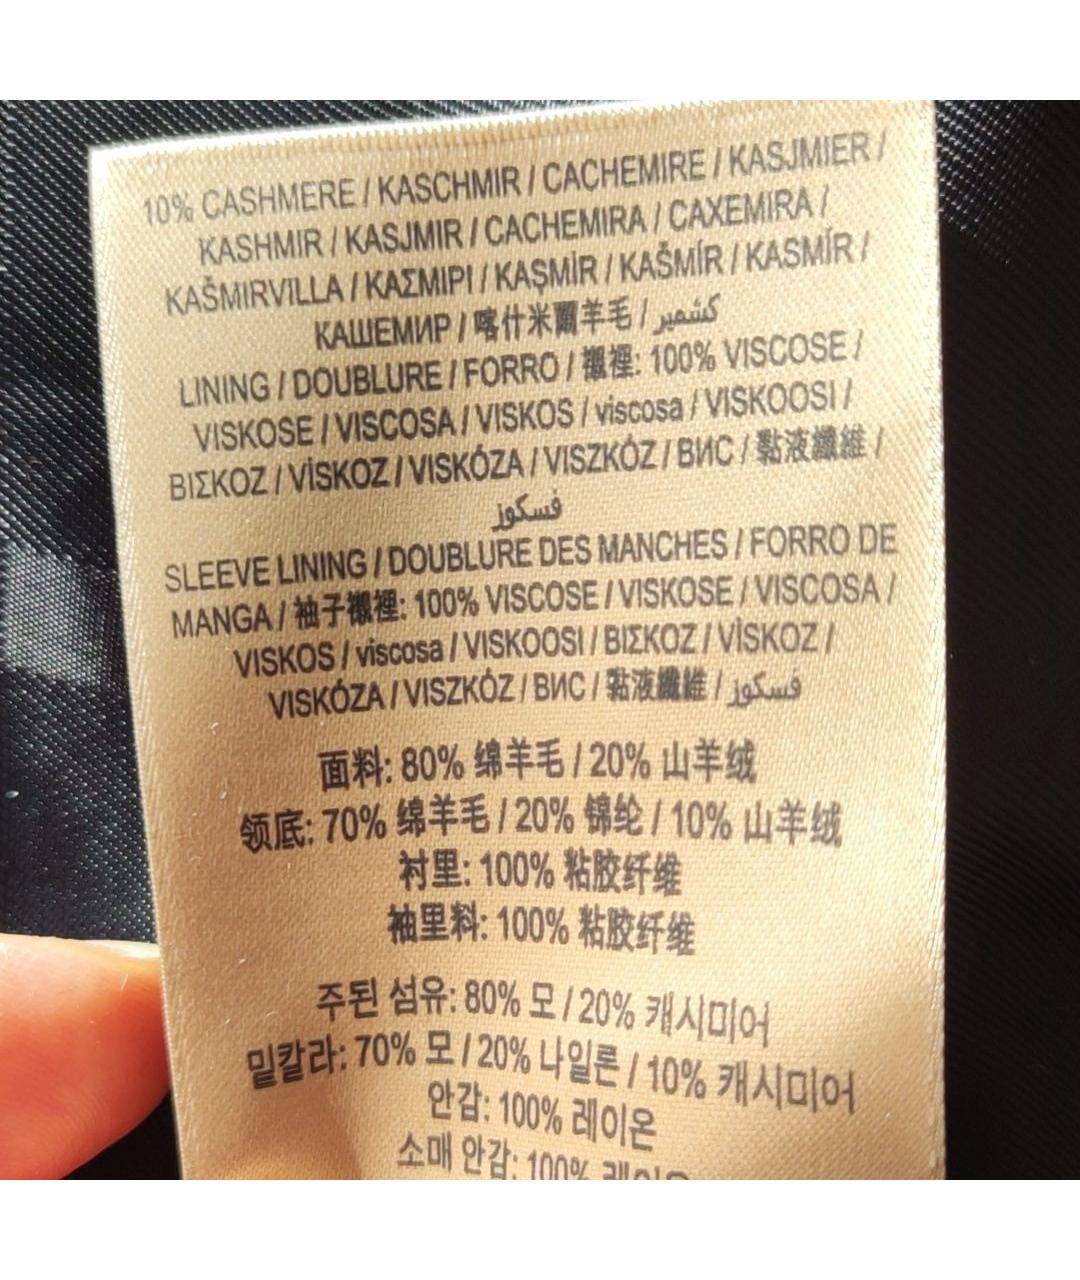 10% CASHMERE / KASCHMIR / CACHEMIRE / KASJMIER /
KASHMIR / KASJMIR / CACHEMIRA / CAXEMIRA /
KAŠMIRVILLA / ΚΑΣΜΙΡΙ / KAŞMİR / KAŠMÍR / KASMÍR /
КАШЕМИР / 喀什米爾羊毛 / كشمير
LINING / DOUBLURE / FORRO / 襯裡: 100% VISCOSE /
VISKOSE / VISCOSA / VISKOS / viscosa / VISKOOSI /
ΒΙΣΚΟΖ / VİSKOZ / VISKÓZA / VISZKÓZ / ВИС / 黏液纖維 /
فسكوز
SLEEVE LINING / DOUBLURE DES MANCHES / FORRO DE
MANGA / 袖子襯裡: 100% VISCOSE / VISKOSE / VISCOSA /
VISKOS / viscosa / VISKOOSI / ΒΙΣΚΟΖ / VİSKOZ /
VISKÓZA / VISZKÓZ / ВИС / 黏液纖維 / فسكوز
面料: 80% 绵羊毛 / 20% 山羊绒
领底: 70% 绵羊毛 / 20% 锦纶 / 10% 山羊绒
衬里: 100% 粘胶纤维
袖里料: 100% 粘胶纤维
주된 섬유: 80% 모 / 20% 캐시미어
밑칼라: 70% 모 / 20% 나일론 / 10% 캐시미어
안감: 100% 레이온
소매 안감: 100% 레이온